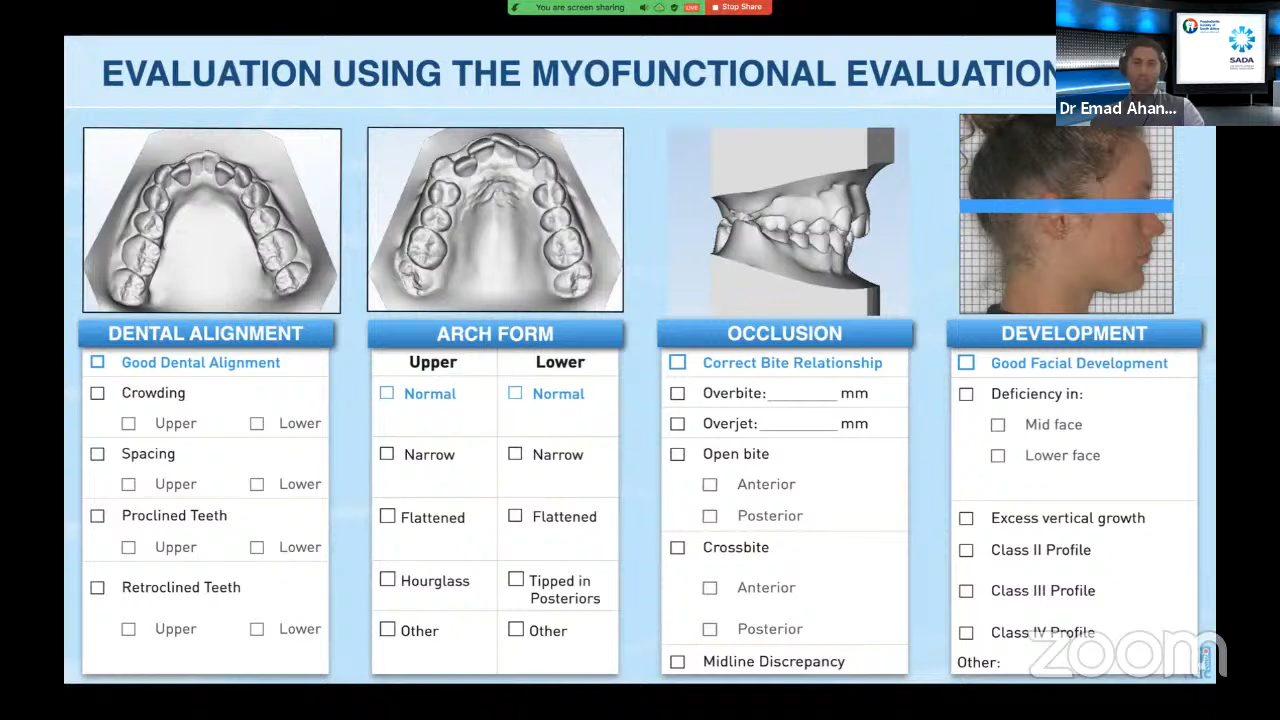 You are screen sharing
LIVE
Stop Share
EVALUATION USING THE MYOFUNCTIONAL EVALUATION
SADA
Dr Emad Ahan...
DENTAL ALIGNMENT
Good Dental Alignment
Crowding
Upper Lower
Spacing
Upper Lower
Proclined Teeth
Upper Lower
Retroclined Teeth
Upper Lower
ARCH FORM
Upper Lower
Normal Normal
Narrow Narrow
Flattened Flattened
Hourglass Tipped in
Posteriors
Other Other
OCCLUSION
Correct Bite Relationship
Overbite:_________ mm
Overjet: __________ mm
Open bite
Anterior
Posterior
Crossbite
Anterior
Posterior
Midline Discrepancy
DEVELOPMENT
Good Facial Development
Deficiency in:
Mid face
Lower face
Excess vertical growth
Class II Profile
Class III Profile
Class IV Profile
Other:
zoom